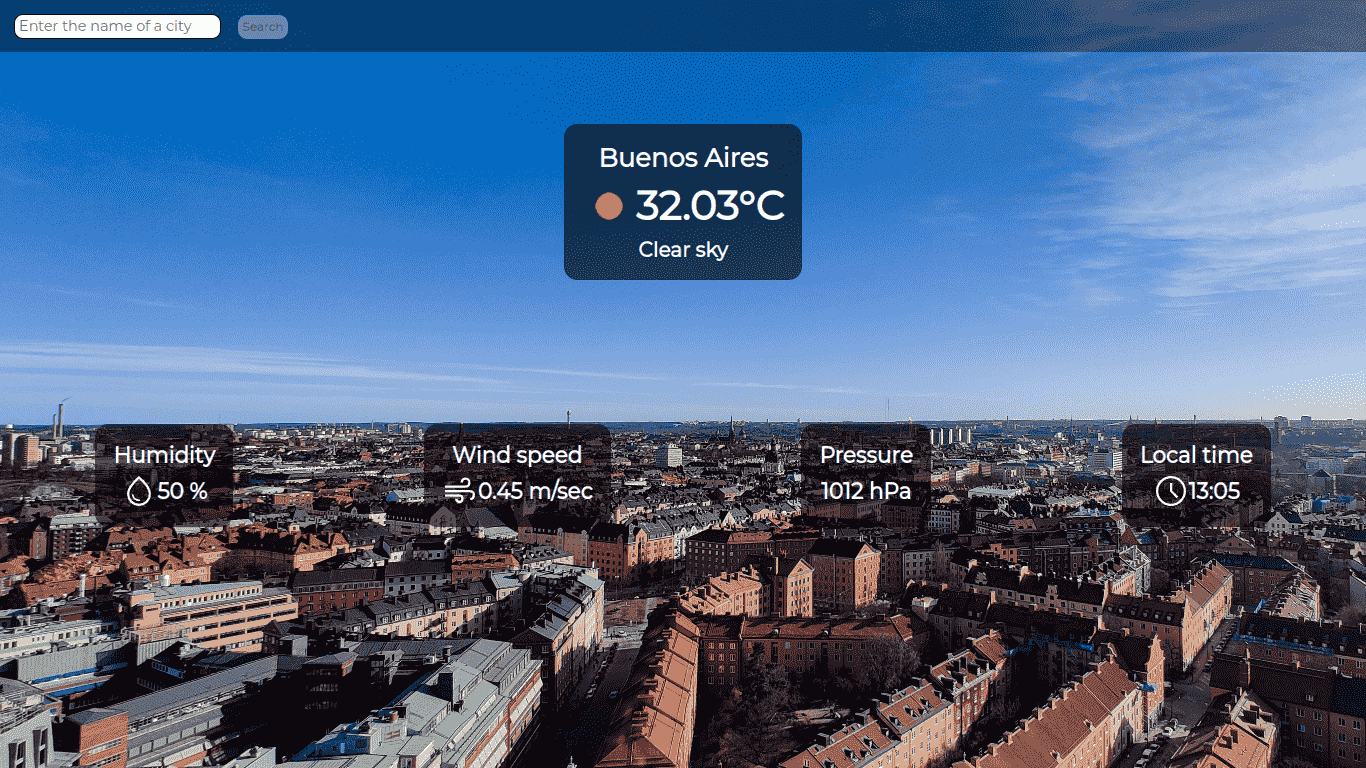 Enter the name of a city
Search
Buenos Aires
32.03°C
Clear sky
Humidity
50 %
Wind speed
0.45 m/sec
Pressure
1012 hPa
Local time
13:05